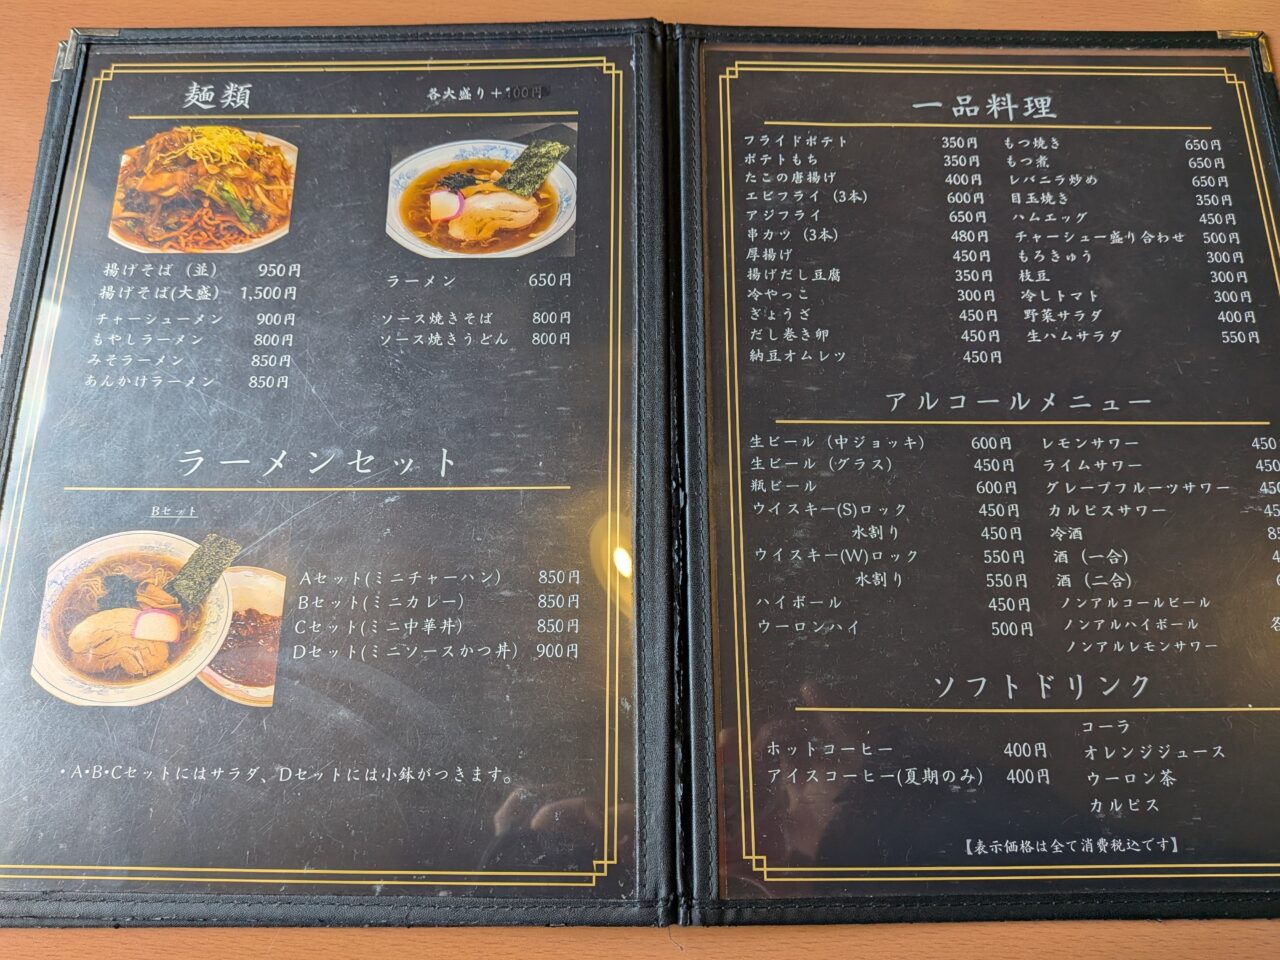 麺類
各大盛り＋100円
揚げそば（並） 950円
揚げそば(大盛) 1,500円
チャーシューメン 900円
もやしラーメン 800円
みそラーメン 850円
あんかけラーメン 850円
ラーメン 650円
ソース焼きそば 800円
ソース焼きうどん 800円
ラーメンセット
Bセット
Aセット(ミニチャーハン) 850円
Bセット(ミニカレー) 850円
Cセット(ミニ中華丼) 850円
Dセット(ミニソースかつ丼) 900円
・A・B・Cセットにはサラダ、Dセットには小鉢がつきます。
一品料理
フライドポテト 350円
ポテトもち 350円
たこの唐揚げ 400円
エビフライ（3本） 600円
アジフライ 650円
串カツ（3本） 480円
厚揚げ 450円
揚げだし豆腐 350円
冷やっこ 300円
ぎょうざ 450円
だし巻き卵 450円
納豆オムレツ 450円
もつ焼き 650円
もつ煮 650円
レバニラ炒め 650円
目玉焼き 350円
ハムエッグ 450円
チャーシュー盛り合わせ 500円
もろきゅう 300円
枝豆 300円
冷しトマト 300円
野菜サラダ 400円
生ハムサラダ 550円
アルコールメニュー
生ビール（中ジョッキ） 600円
生ビール（グラス） 450円
瓶ビール 600円
ウイスキー(S)ロック 450円
水割り 450円
ウイスキー(W)ロック 550円
水割り 550円
ハイボール 450円
ウーロンハイ 500円
レモンサワー 450
ライムサワー 450
グレープフルーツサワー 450
カルピスサワー 45
冷酒 8
酒（一合） 4
酒（二合）
ノンアルコールビール
ノンアルハイボール 各
ノンアルレモンサワー
ソフトドリンク
ホットコーヒー 400円
アイスコーヒー(夏期のみ) 400円
コーラ
オレンジジュース
ウーロン茶
カルピス
【表示価格は全て消費税込です】